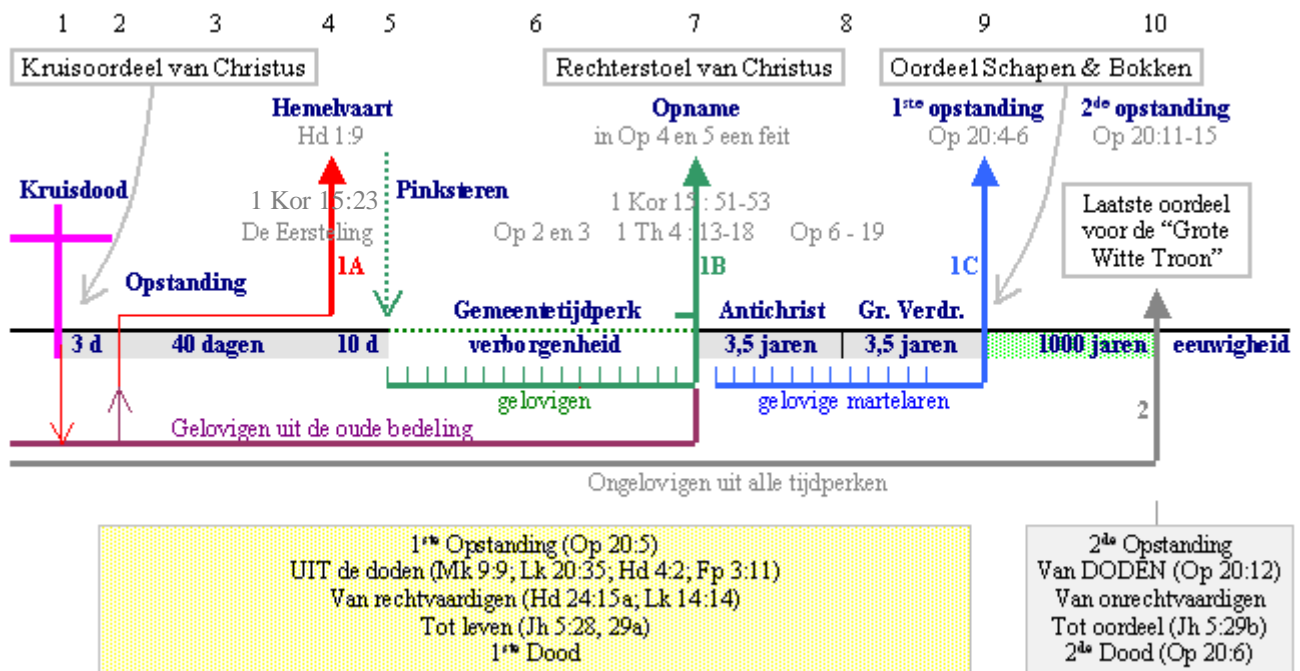 1 2 3 4 5 6 7 8 9 10
Kruisoordeel van Christus
Rechterstoel van Christus
Oordeel Schapen & Bokken
Hemelvaart
Hd 1:9
Opname
in Op 4 en 5 een feit
1ste opstanding
Op 20:4-6
2de opstanding
Op 20:11-15
Kruisdood
1 Kor 15:23
De Eersteling
Pinksteren
Op 2 en 3
1 Kor 15 : 51-53
1 Th 4 : 13-18
Op 6 - 19
Laatste oordeel
voor de “Grote
Witte Troon”
Opstanding
1A
1B
1C
Gemeentetijdperk
Antichrist
Gr. Verdr.
3 d
40 dagen
10 d
verborgenheid
3,5 jaren
3,5 jaren
1000 jaren
eeuwigheid
gelovigen
gelovige martelaren
2
Gelovigen uit de oude bedeling
Ongelovigen uit alle tijdperken
1ste Opstanding (Op 20:5)
UIT de doden (Mk 9:9; Lk 20:35; Hd 4:2; Fp 3:11)
Van rechtvaardigen (Hd 24:15a; Lk 14:14)
Tot leven (Jh 5:28, 29a)
1ste Dood
2de Opstanding
Van DODEN (Op 20:12)
Van onrechtvaardigen
Tot oordeel (Jh 5:29b)
2de Dood (Op 20:6)